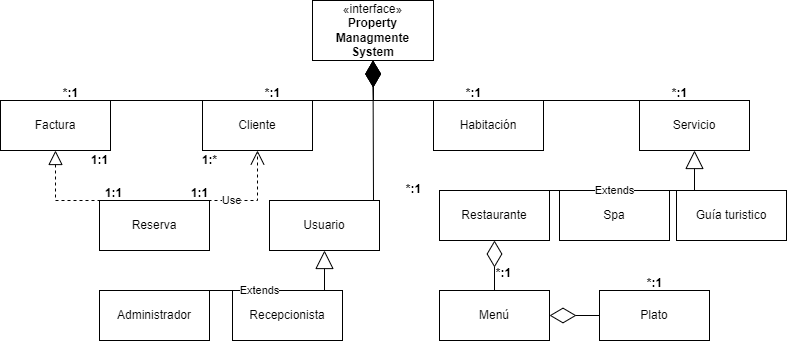 «interface»
Property
Managmente
System
*:1
*:1
*:1
*:1
Factura
Cliente
Habitación
Servicio
1:1
1:*
1:1
1:1
Use
*:1
Extends
Reserva
Usuario
Restaurante
Spa
Guía turistico
*:1
*:1
Extends
Administrador
Recepcionista
Menú
Plato